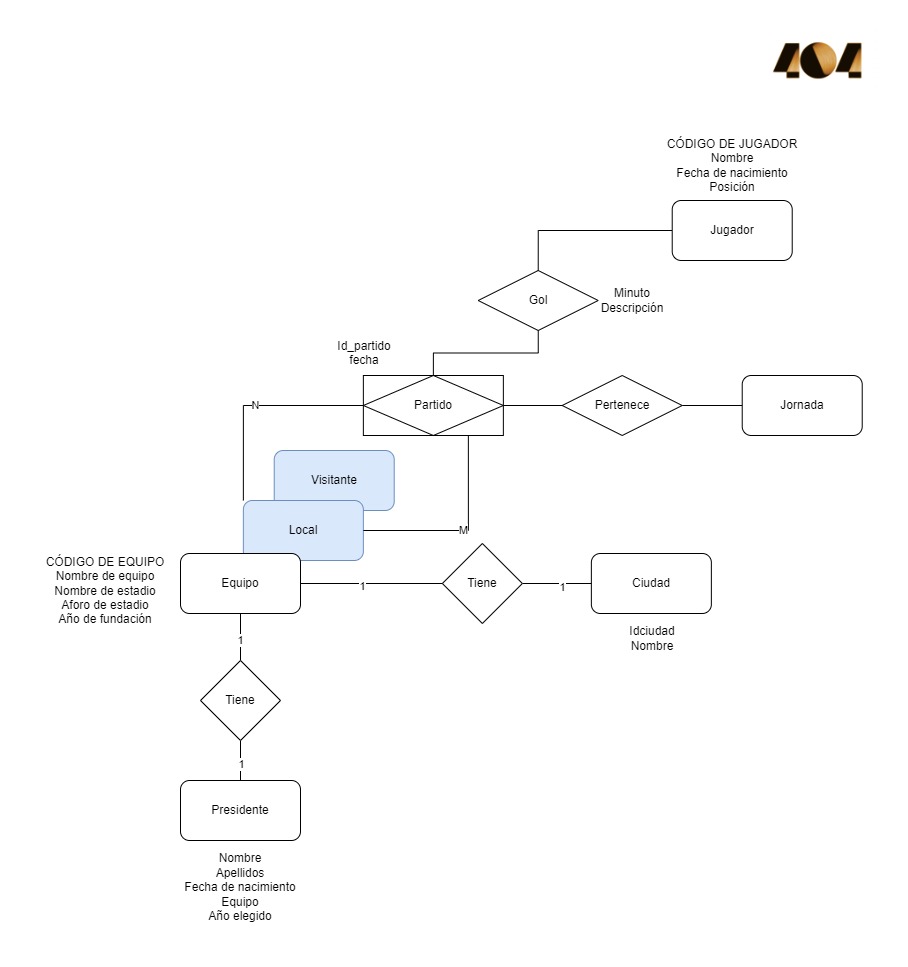 404
CÓDIGO DE JUGADOR
Nombre
Fecha de nacimiento
Posición
Jugador
Gol
Minuto
Descripción
Id_partido
fecha
Partido
Pertenece
Jornada
N
Visitante
Local
M
CÓDIGO DE EQUIPO
Nombre de equipo
Nombre de estadio
Aforo de estadio
Año de fundación
Equipo
1
Tiene
1
Ciudad
Idciudad
Nombre
1
Tiene
1
Presidente
Nombre
Apellidos
Fecha de nacimiento
Equipo
Año elegido